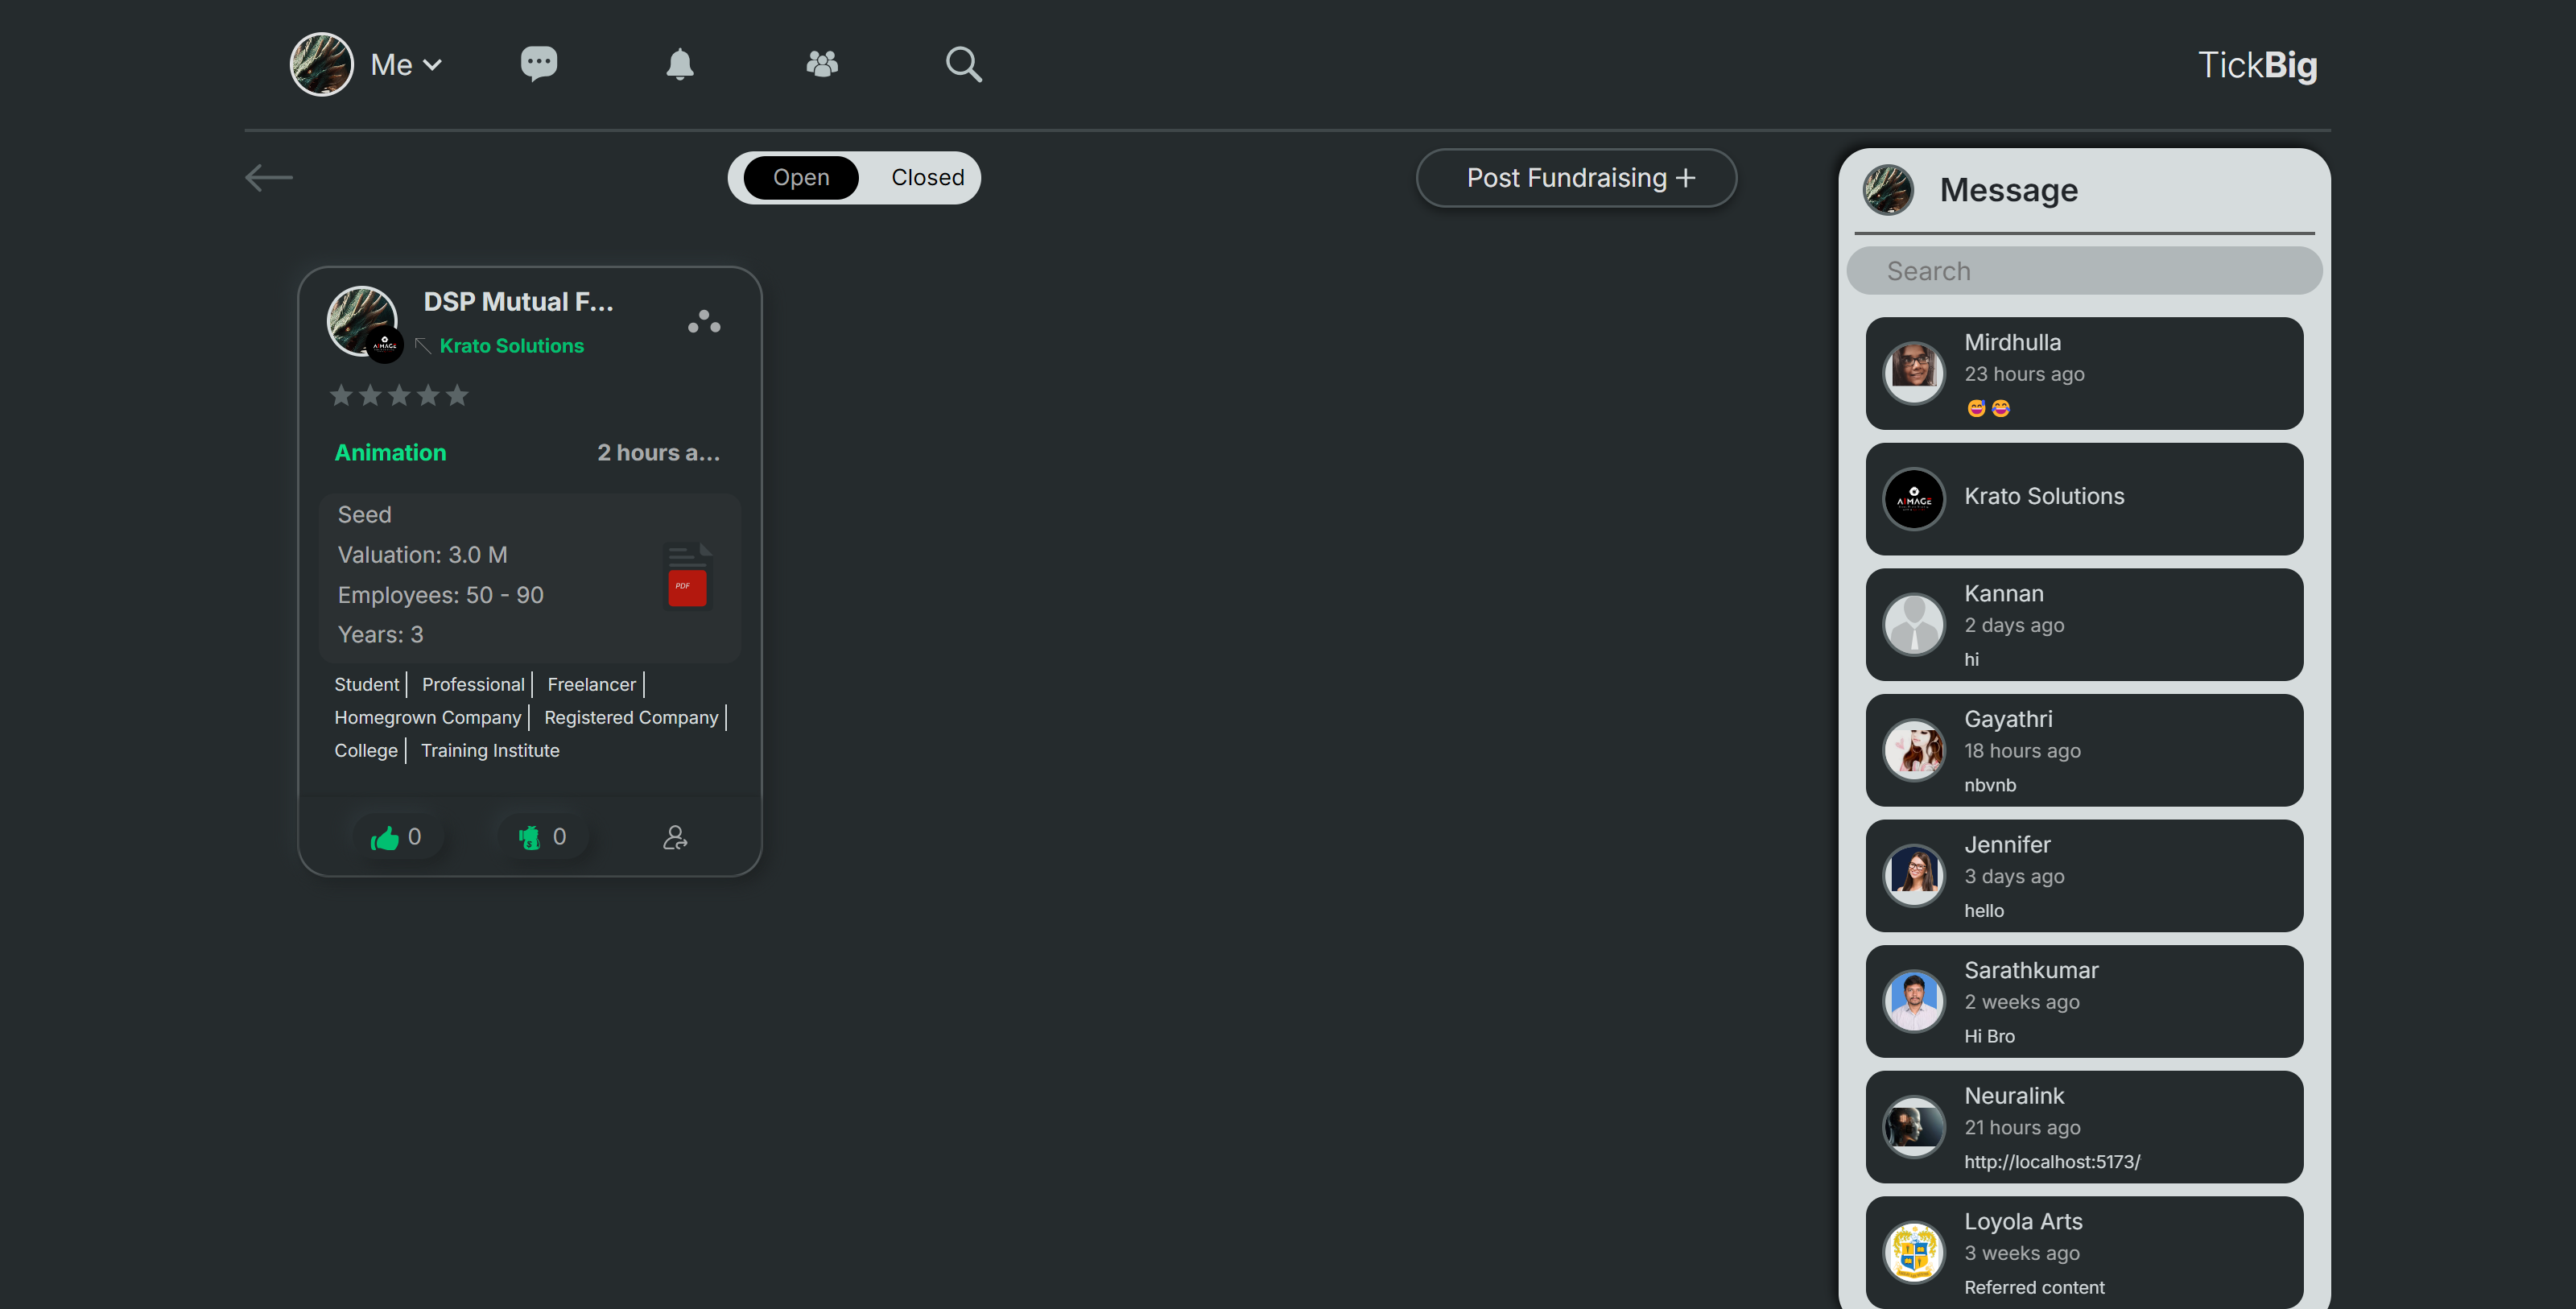 Me
TickBig
Open Closed
Post Fundraising +
DSP Mutual F...
Krato Solutions
Animation 2 hours a...
Seed
Valuation: 3.0 M
Employees: 50 - 90
Years: 3
PDF
Student | Professional | Freelancer |
Homegrown Company | Registered Company |
College | Training Institute
0 0
Message
Search
Mirdhulla
23 hours ago
😅😂
AIMAGE
Krato Solutions
Kannan
2 days ago
hi
Gayathri
18 hours ago
nbvnb
Jennifer
3 days ago
hello
Sarathkumar
2 weeks ago
Hi Bro
Neuralink
21 hours ago
http://localhost:5173/
Loyola Arts
3 weeks ago
Referred content